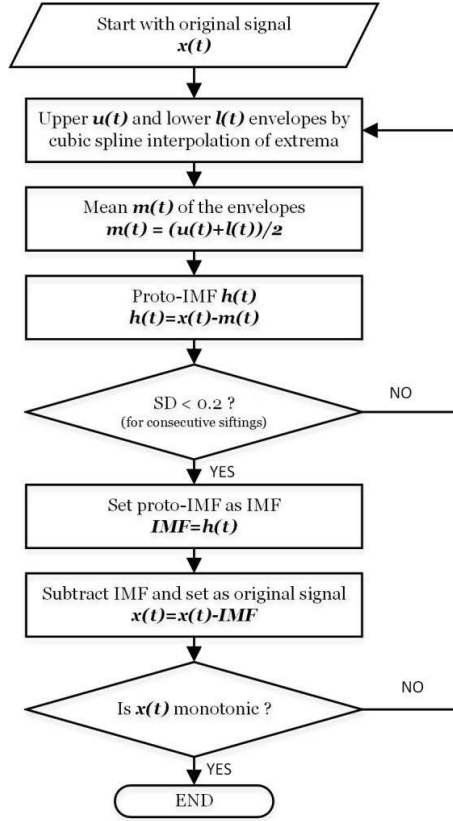 Start with original signal
x(t)
Upper u(t) and lower l(t) envelopes by
cubic spline interpolation of extrema
Mean m(t) of the envelopes
m(t) = (u(t)+l(t))/2
Proto-IMF h(t)
h(t)=x(t)-m(t)
SD < 0.2 ?
(for consecutive siftings)
NO
YES
Set proto-IMF as IMF
IMF=h(t)
Subtract IMF and set as original signal
x(t)=x(t)-IMF
Is x(t) monotonic ?
NO
YES
END